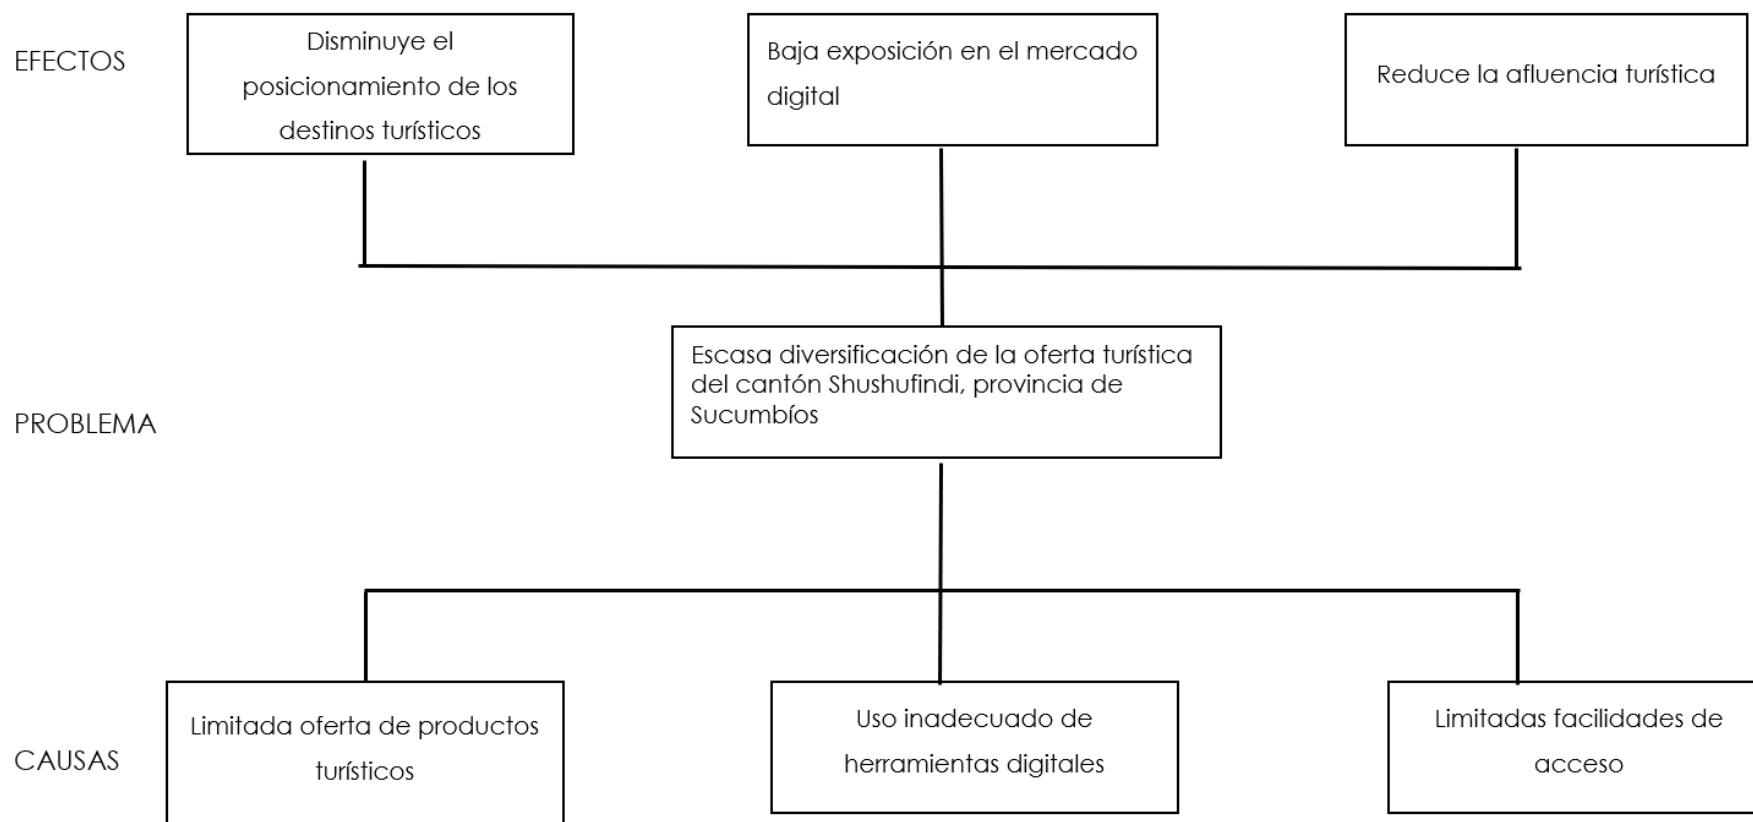 EFECTOS
Disminuye el
posicionamiento de los
destinos turísticos
Baja exposición en el mercado
digital
Reduce la afluencia turística
PROBLEMA
Escasa diversificación de la oferta turística
del cantón Shushufindi, provincia de
Sucumbíos
CAUSAS
Limitada oferta de productos
turísticos
Uso inadecuado de
herramientas digitales
Limitadas facilidades de
acceso